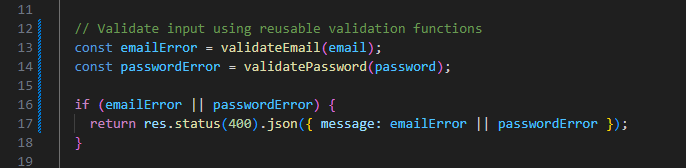 11
12 // Validate input using reusable validation functions
13 const emailError = validateEmail(email);
14 const passwordError = validatePassword(password);
15
16 if (emailError || passwordError) {
17 return res.status(400).json({ message: emailError || passwordError });
18 }
19